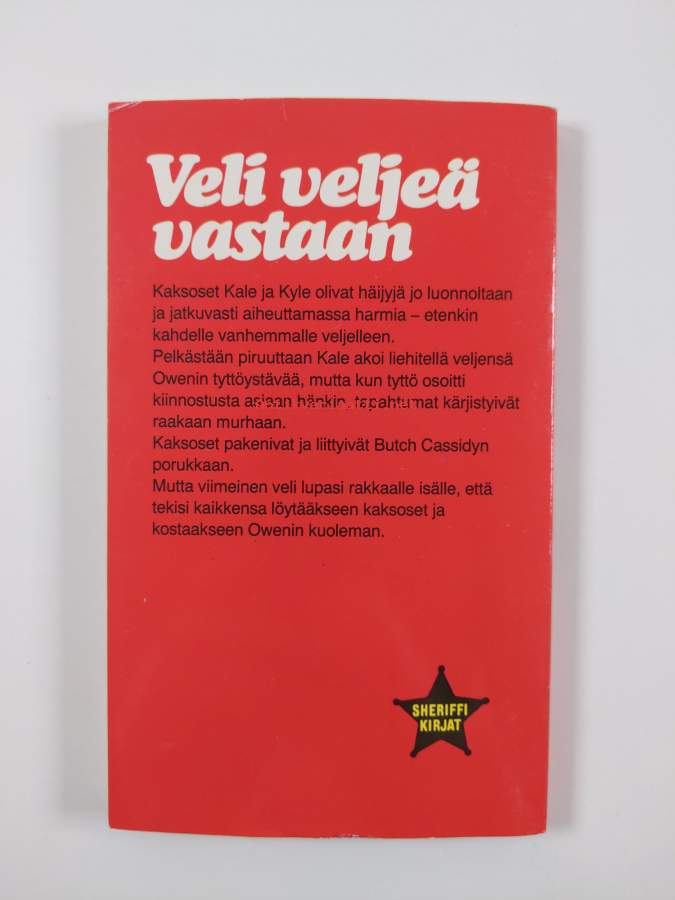 Veli veljeä
vastaan
Kaksoset Kale ja Kyle olivat häijyjä jo luonnoltaan
ja jatkuvasti aiheuttamassa harmia – etenkin
kahdelle vanhemmalle veljelleen.
Pelkästään piruuttaan Kale akoi liehitellä veljensä
Owenin tyttöystävää, mutta kun tyttö osoitti
kiinnostusta asiaan hänkin, tapahtumat kärjistyivät
raakaan murhaan.
Kaksoset pakenivat ja liittyivät Butch Cassidyn
porukkaan.
Mutta viimeinen veli lupasi rakkaalle isälle, että
tekisi kaikkensa löytääkseen kaksoset ja
kostaakseen Owenin kuoleman.
SHERIFFI
KIRJAT